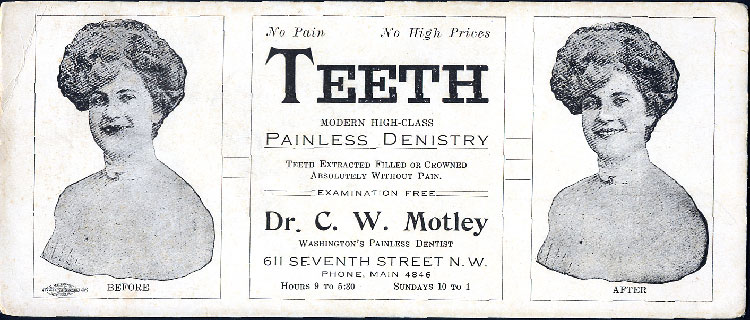 No Pain No High Prices
TEETH
MODERN HIGH-CLASS
PAINLESS DENISTRY
TEETH EXTRACTED FILLED OR CROWNED
ABSOLUTELY WITHOUT PAIN.
EXAMINATION FREE
Dr. C. W. Motley
WASHINGTON'S PAINLESS DENTIST
611 SEVENTH STREET N. W.
PHONE, MAIN 4846
HOURS 9 TO 5:30 SUNDAYS 10 TO 1
BEFORE
AFTER